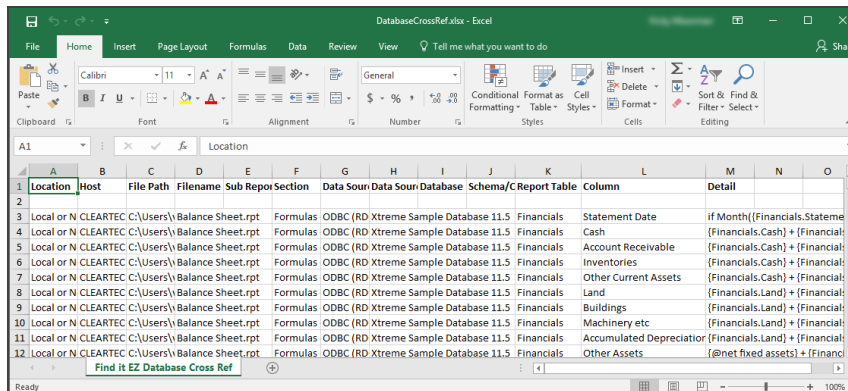 DatabaseCrossRef.xlsx - Excel
File Home Insert Page Layout Formulas Data Review View Tell me what you want to do Sha
Calibri 11 A A General Insert
Paste B I U A $ % , .00 Conditional Format as Cell Delete Sort & Find &
Formatting Table Styles Format Filter Select
Clipboard Font Alignment Number Styles Cells Editing
A1 fx Location
A B C D E F G H I J K L M N O
1 Location Host File Path Filename Sub Repor Section Data Sourc Data Sourc Database Schema/C Report Table Column Detail
2
3 Local or N CLEARTEC C:\Users\v Balance Sheet.rpt Formulas ODBC (RD Xtreme Sample Database 11.5 Financials Statement Date if Month({Financials.Stateme
4 Local or N CLEARTEC C:\Users\v Balance Sheet.rpt Formulas ODBC (RD Xtreme Sample Database 11.5 Financials Cash {Financials.Cash} + {Financials
5 Local or N CLEARTEC C:\Users\v Balance Sheet.rpt Formulas ODBC (RD Xtreme Sample Database 11.5 Financials Account Receivable {Financials.Cash} + {Financials
6 Local or N CLEARTEC C:\Users\v Balance Sheet.rpt Formulas ODBC (RD Xtreme Sample Database 11.5 Financials Inventories {Financials.Cash} + {Financials
7 Local or N CLEARTEC C:\Users\v Balance Sheet.rpt Formulas ODBC (RD Xtreme Sample Database 11.5 Financials Other Current Assets {Financials.Cash} + {Financials
8 Local or N CLEARTEC C:\Users\v Balance Sheet.rpt Formulas ODBC (RD Xtreme Sample Database 11.5 Financials Land {Financials.Land} + {Financials
9 Local or N CLEARTEC C:\Users\v Balance Sheet.rpt Formulas ODBC (RD Xtreme Sample Database 11.5 Financials Buildings {Financials.Land} + {Financials
10 Local or N CLEARTEC C:\Users\v Balance Sheet.rpt Formulas ODBC (RD Xtreme Sample Database 11.5 Financials Machinery etc {Financials.Land} + {Financials
11 Local or N CLEARTEC C:\Users\v Balance Sheet.rpt Formulas ODBC (RD Xtreme Sample Database 11.5 Financials Accumulated Depreciation {Financials.Land} + {Financials
12 Local or N CLEARTEC C:\Users\v Balance Sheet.rpt Formulas ODBC (RD Xtreme Sample Database 11.5 Financials Other Assets {@net fixed assets} + {Financ
Find it EZ Database Cross Ref
Ready 100%